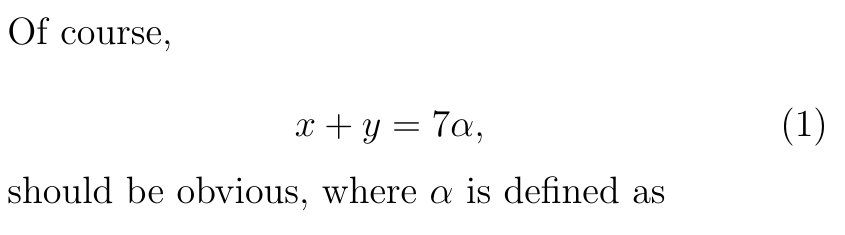 Of course,
x + y = 7α, (1)
should be obvious, where α is defined as